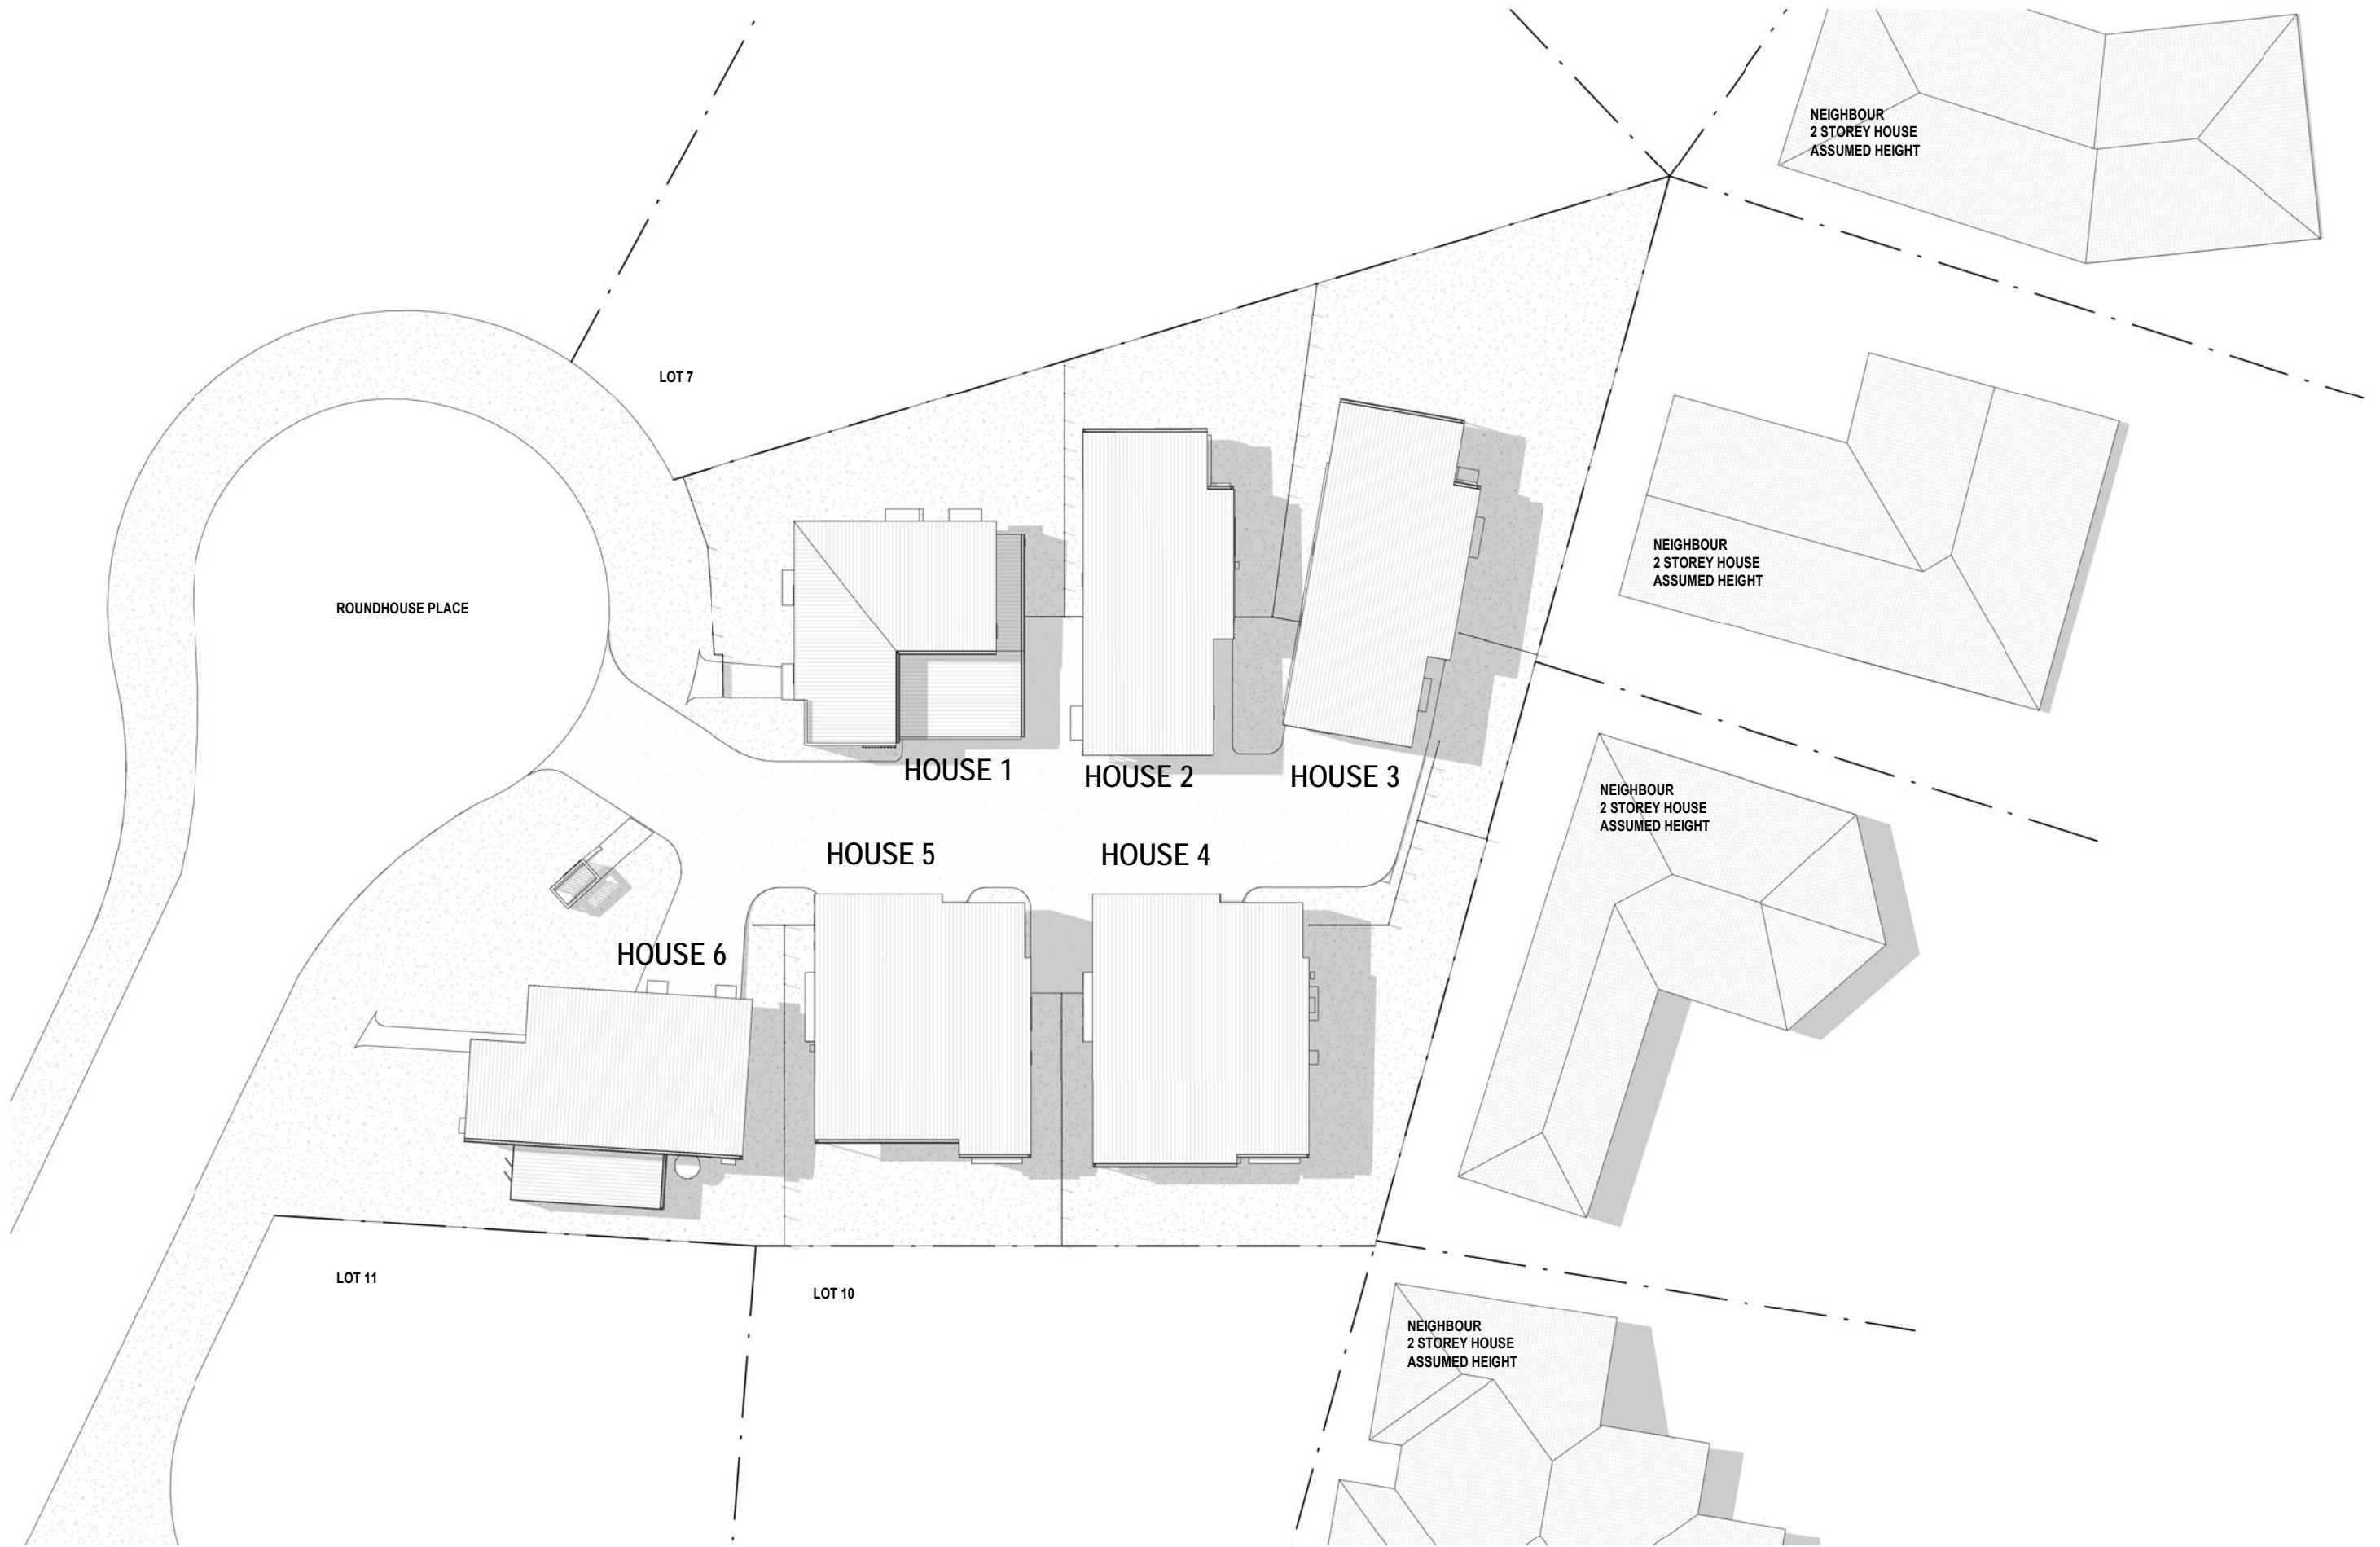 NEIGHBOUR
2 STOREY HOUSE
ASSUMED HEIGHT
LOT 7
NEIGHBOUR
2 STOREY HOUSE
ASSUMED HEIGHT
ROUNDHOUSE PLACE
HOUSE 1
HOUSE 2
HOUSE 3
NEIGHBOUR
2 STOREY HOUSE
ASSUMED HEIGHT
HOUSE 5
HOUSE 4
HOUSE 6
LOT 11
LOT 10
NEIGHBOUR
2 STOREY HOUSE
ASSUMED HEIGHT